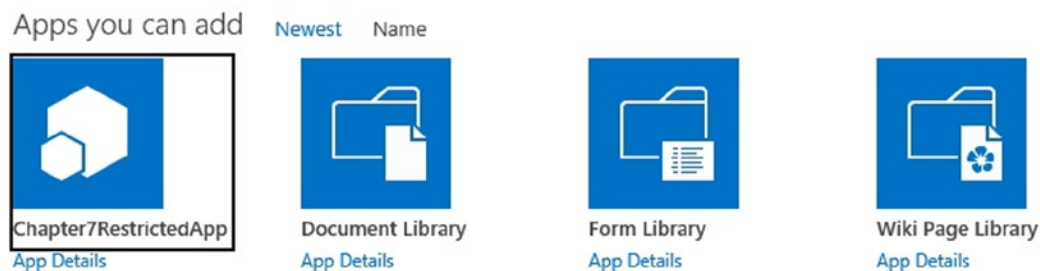 Apps you can add Newest Name
Chapter7RestrictedApp Document Library Form Library Wiki Page Library
App Details App Details App Details App Details